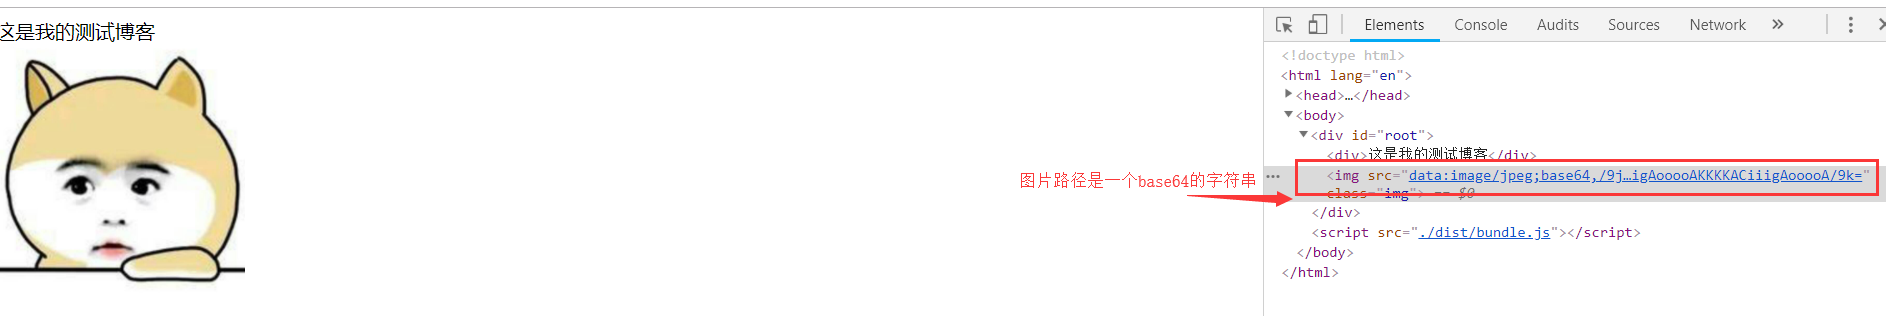 这是我的测试博客
图片路径是一个base64的字符串
Elements Console Audits Sources Network »
<!doctype html>
<html lang="en">
<head>…</head>
<body>
<div id="root">
<div>这是我的测试博客</div>
<img src="data:image/jpeg;base64,/9j…igAooooAKKKKACiiigAooooA/9k="
class="img"> == $0
</div>
<script src="./dist/bundle.js"></script>
</body>
</html>